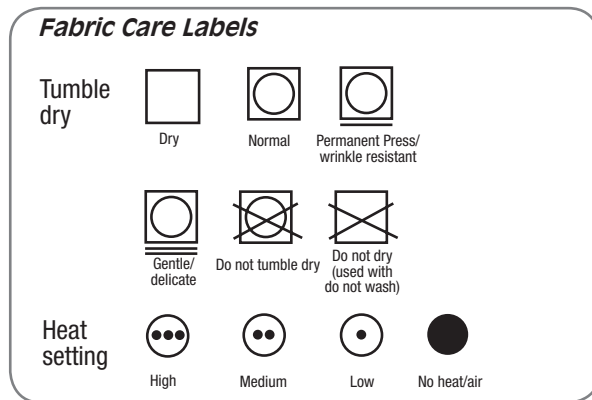 Fabric Care Labels
Tumble
dry
Dry
Normal
Permanent Press/
wrinkle resistant
Gentle/
delicate
Do not tumble dry
Do not dry
(used with
do not wash)
Heat
setting
High
Medium
Low
No heat/air